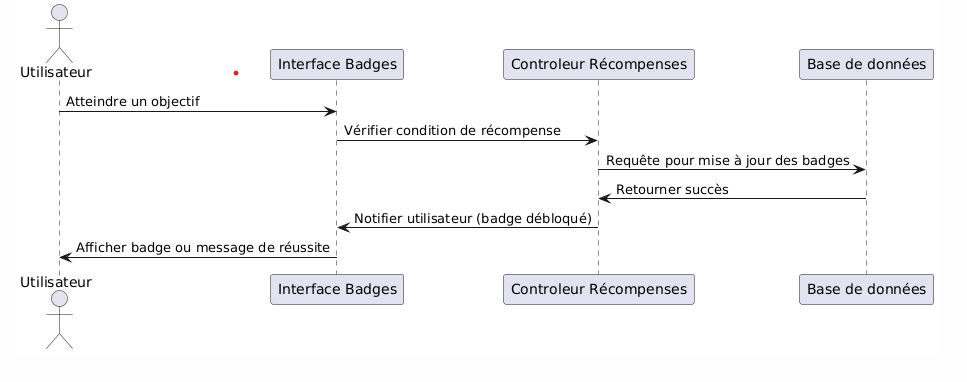 Utilisateur
Interface Badges
Controleur Récompenses
Base de données
Atteindre un objectif
Vérifier condition de récompense
Requête pour mise à jour des badges
Retourner succès
Notifier utilisateur (badge débloqué)
Afficher badge ou message de réussite
Utilisateur
Interface Badges
Controleur Récompenses
Base de données